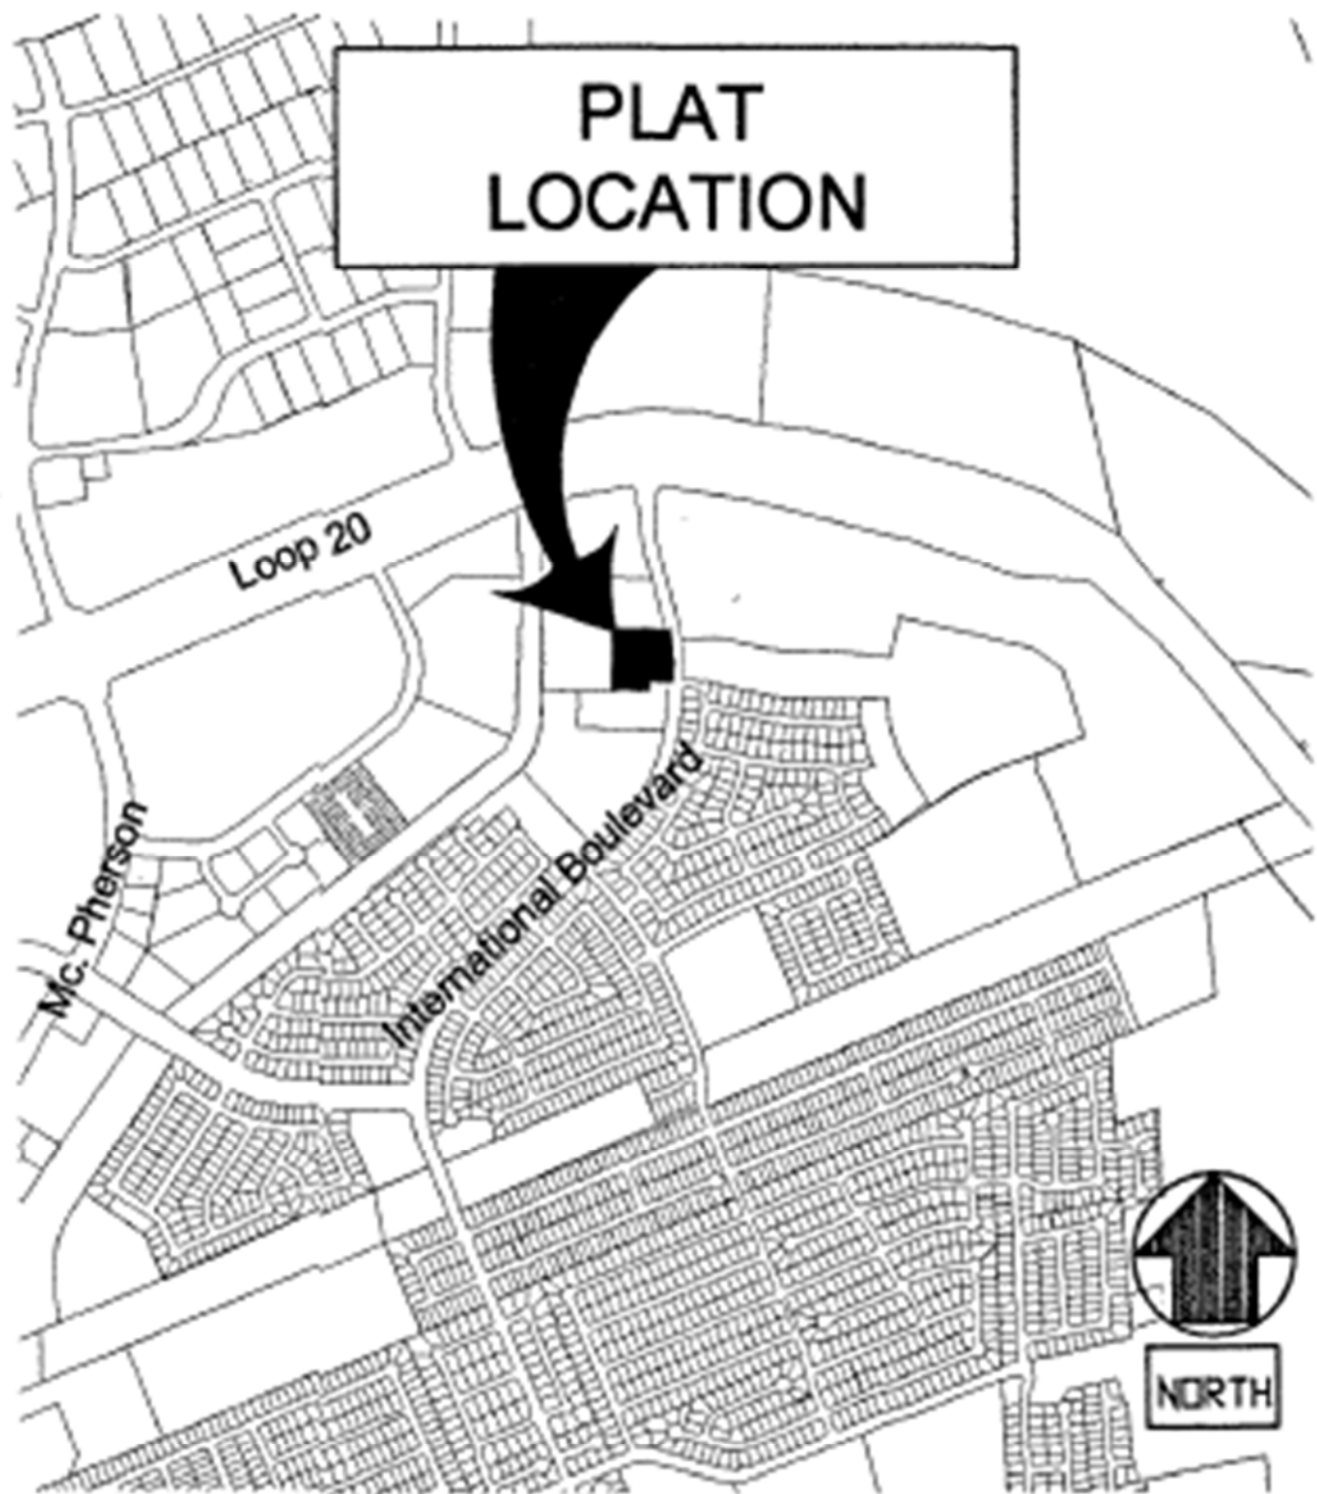 PLAT
LOCATION
Loop 20
Mc. Pherson
International Boulevard
NORTH